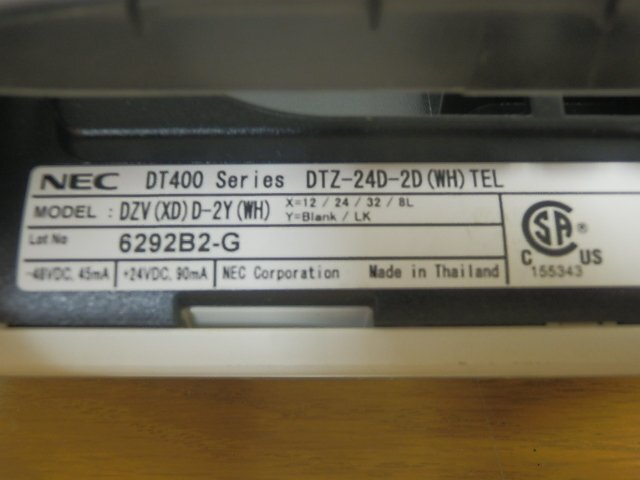 NEC DT400 Series DTZ-24D-2D(WH)TEL
MODEL : DZV(XD)D-2Y(WH) X=12 / 24 / 32 / 8L
Y=Blank / LK
Lot No 6292B2-G
-48VDC, 45mA +24VDC, 90mA NEC Corporation Made in Thailand
CSA®
C US
155343